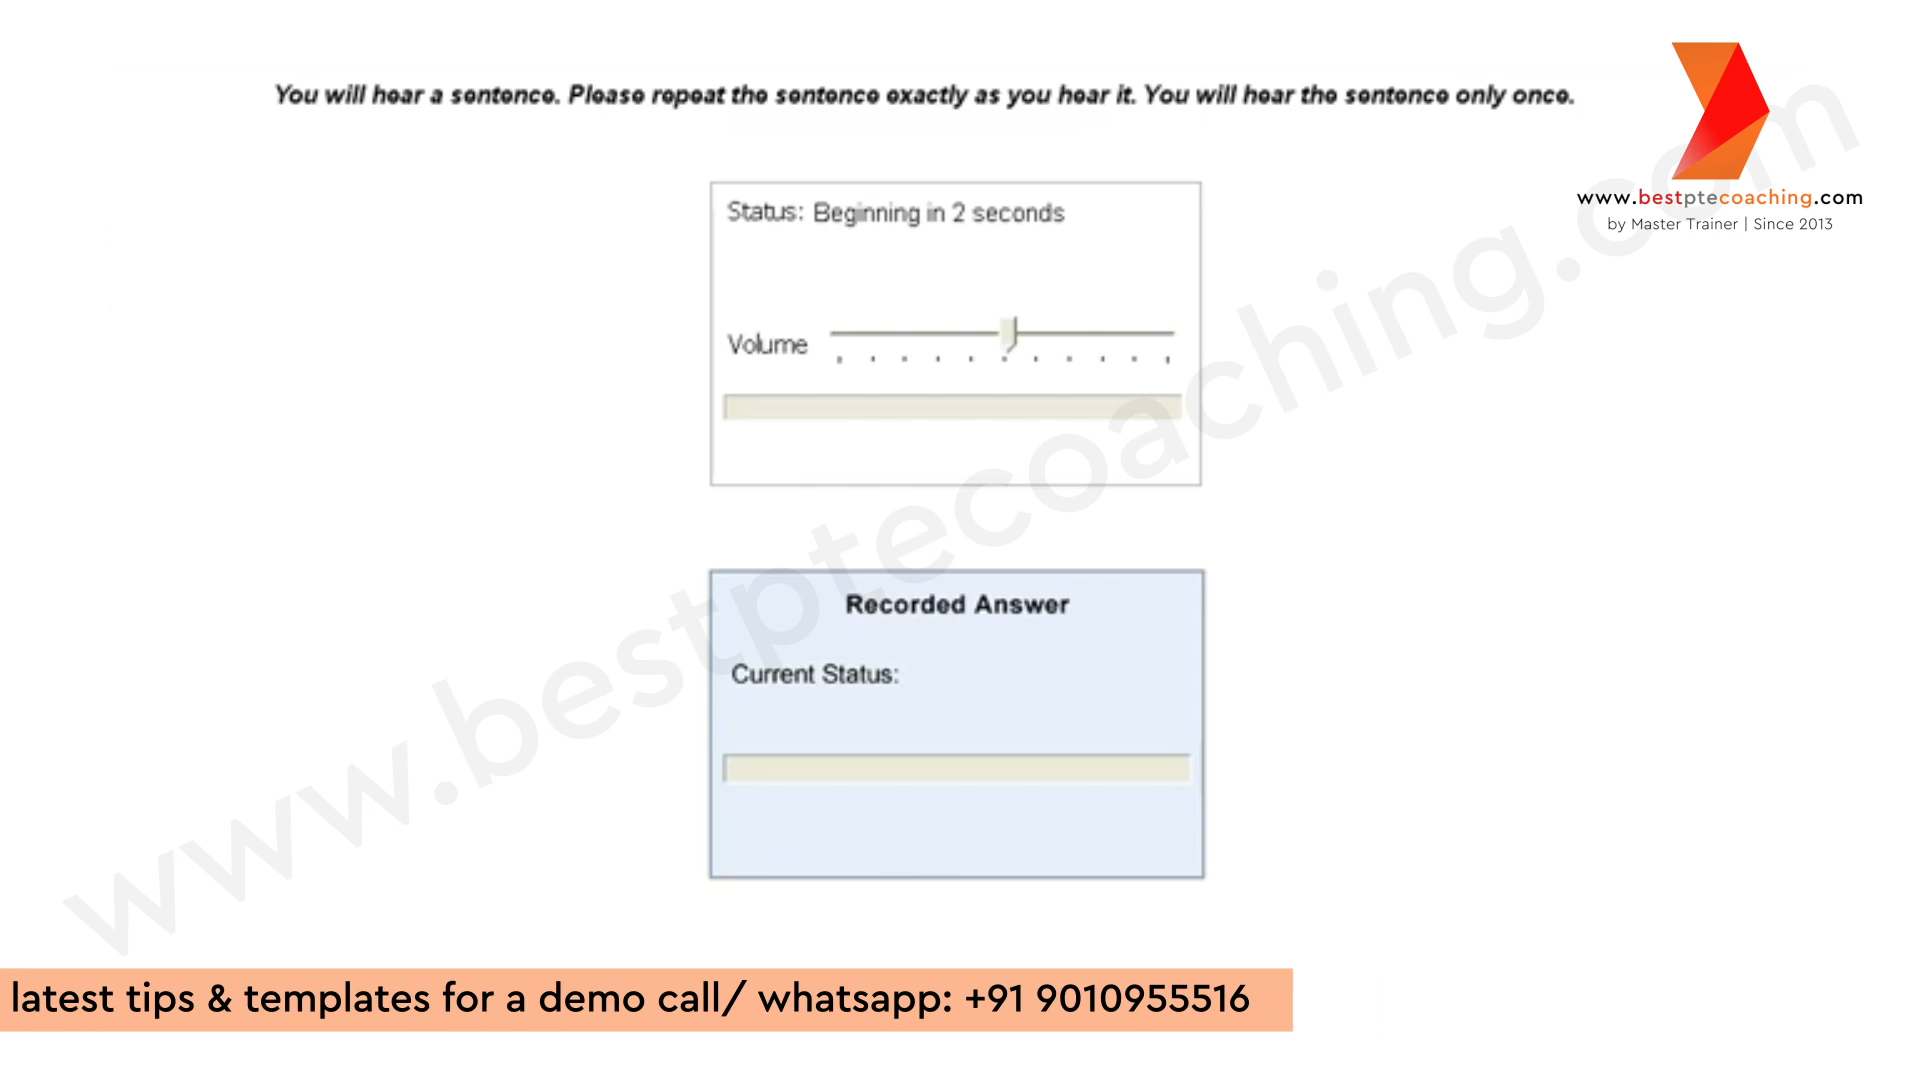 You will hear a sentence. Please repeat the sentence exactly as you hear it. You will hear the sentence only once.
www.bestptecoaching.com
by Master Trainer | Since 2013
Status: Beginning in 2 seconds
Volume
Recorded Answer
Current Status:
www.bestptecoaching.com
latest tips & templates for a demo call/ whatsapp: +91 9010955516